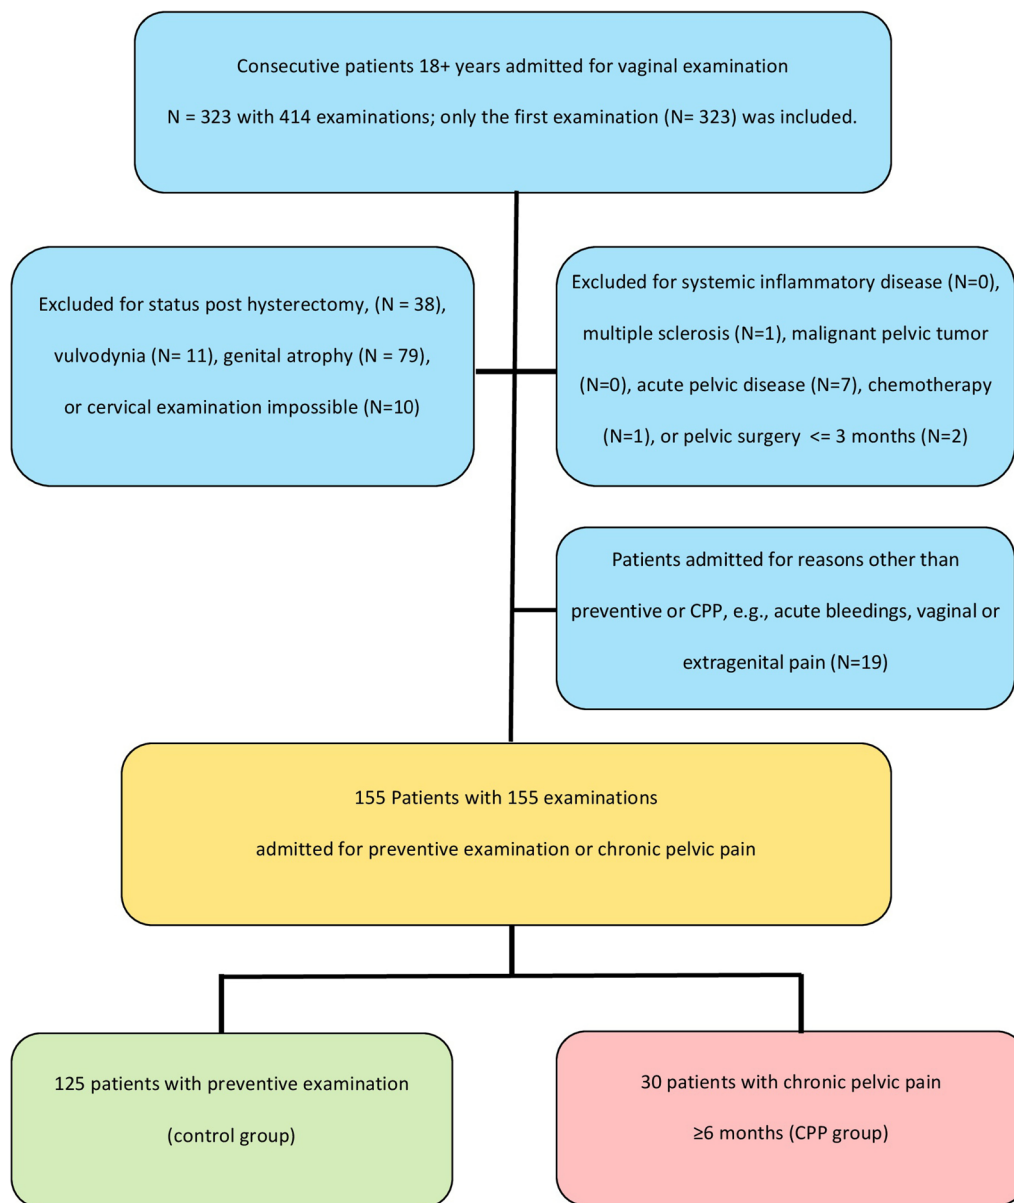 Consecutive patients 18+ years admitted for vaginal examination
N = 323 with 414 examinations; only the first examination (N= 323) was included.
Excluded for status post hysterectomy, (N = 38),
vulvodynia (N= 11), genital atrophy (N = 79),
or cervical examination impossible (N=10)
Excluded for systemic inflammatory disease (N=0),
multiple sclerosis (N=1), malignant pelvic tumor
(N=0), acute pelvic disease (N=7), chemotherapy
(N=1), or pelvic surgery <= 3 months (N=2)
Patients admitted for reasons other than
preventive or CPP, e.g., acute bleedings, vaginal or
extragenital pain (N=19)
155 Patients with 155 examinations
admitted for preventive examination or chronic pelvic pain
125 patients with preventive examination
(control group)
30 patients with chronic pelvic pain
≥6 months (CPP group)